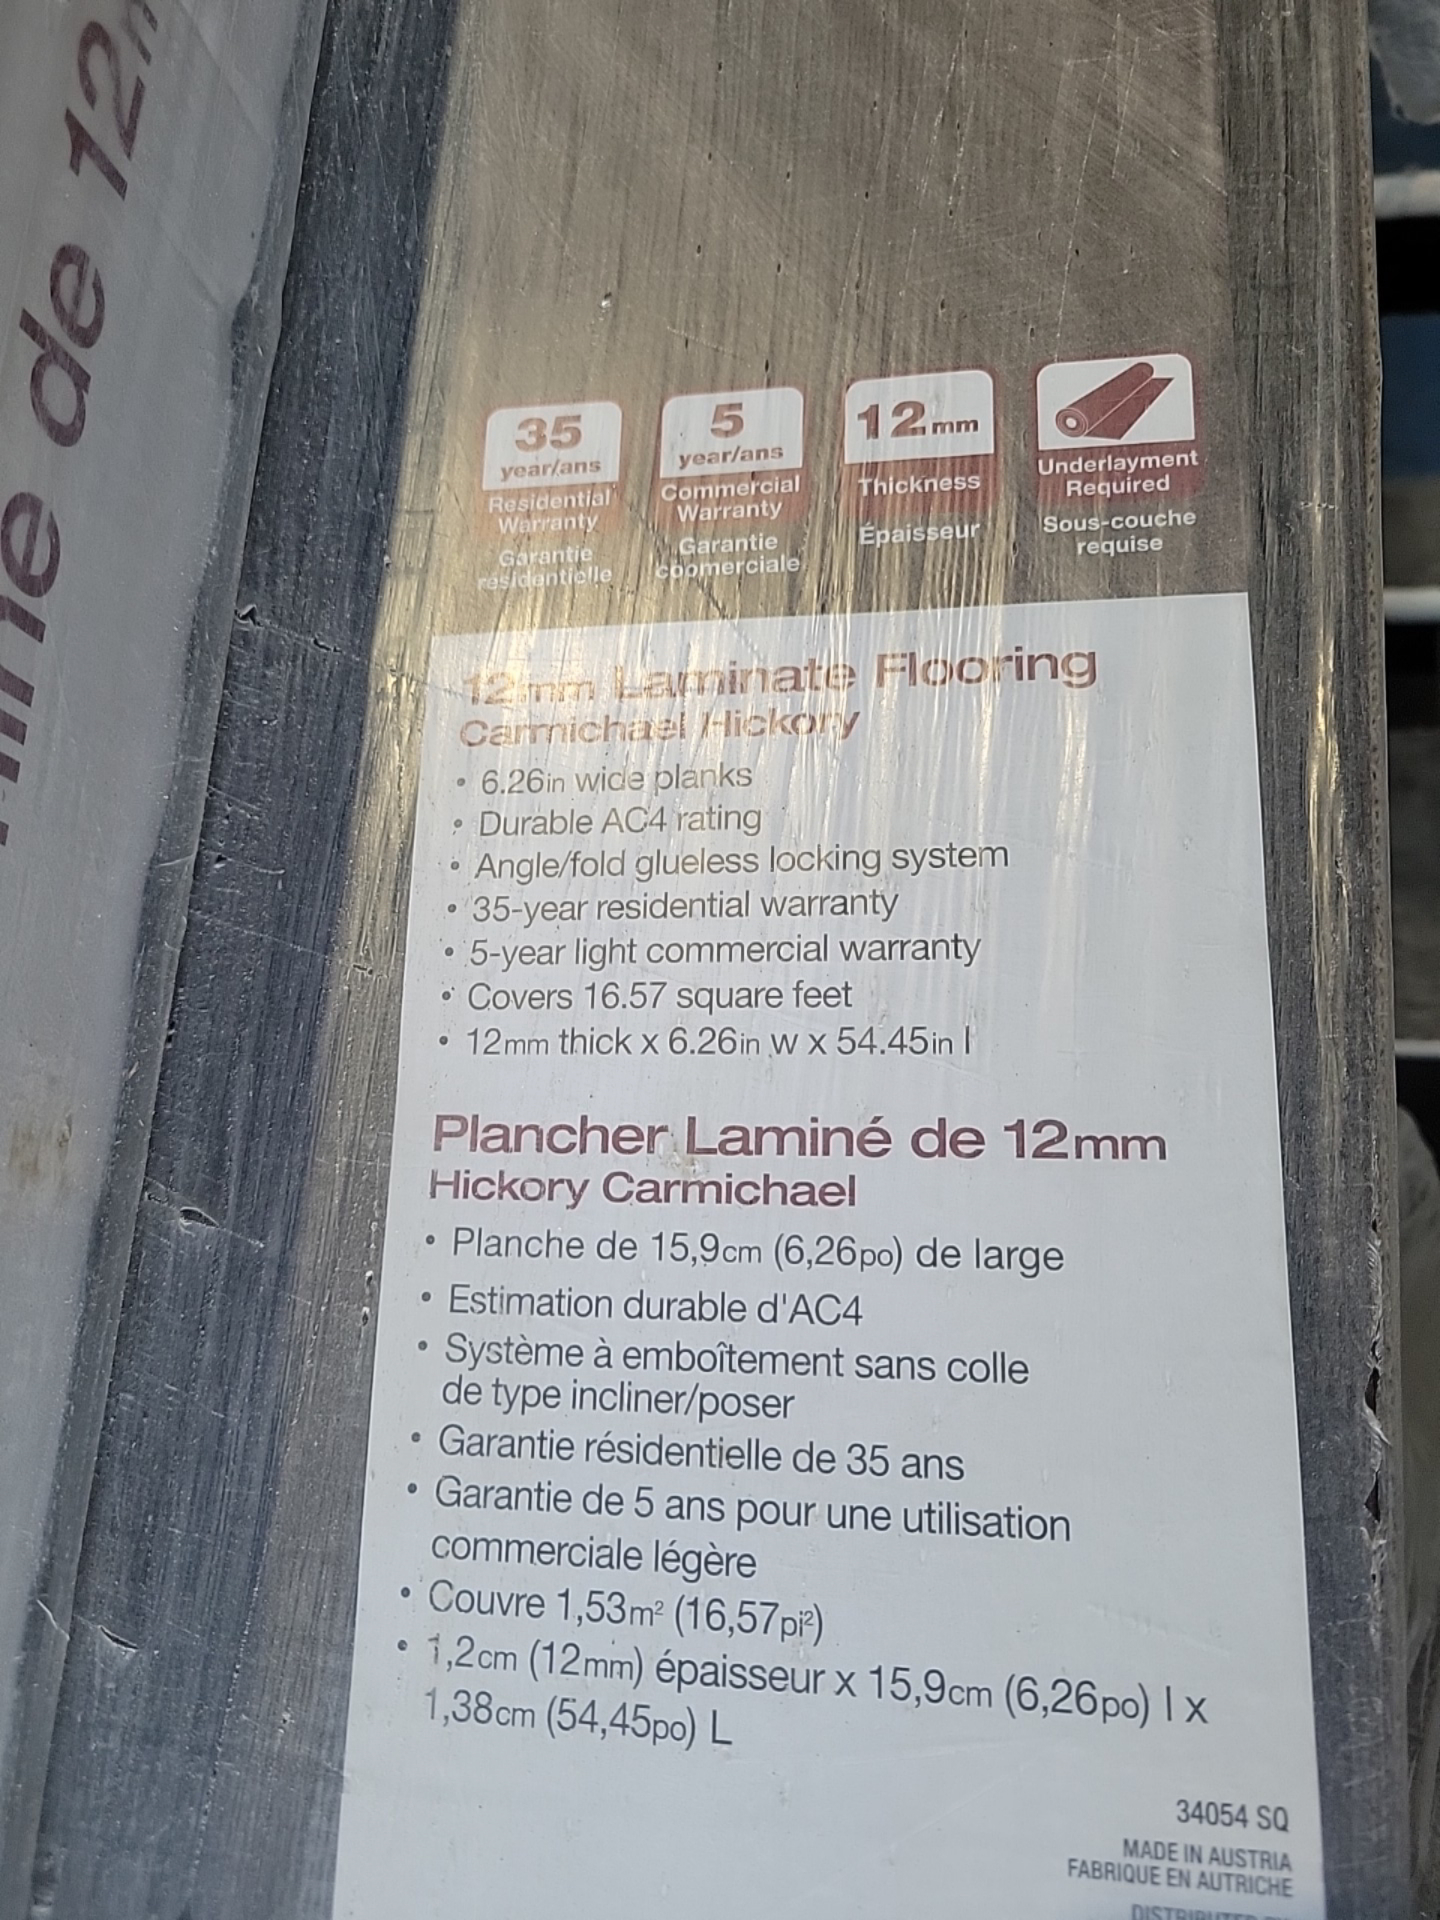 de 12
35
year/ans
Residential
Warranty
Garantie
résidentielle
5
year/ans
Commercial
Warranty
Garantie
coomerciale
12mm
Thickness
Épaisseur
Underlayment
Required
Sous-couche
requise
12mm Laminate Flooring
Carmichael Hickory
• 6.26in wide planks
• Durable AC4 rating
• Angle/fold glueless locking system
• 35-year residential warranty
• 5-year light commercial warranty
• Covers 16.57 square feet
• 12mm thick x 6.26in w x 54.45in l
Plancher Laminé de 12mm
Hickory Carmichael
• Planche de 15,9cm (6,26po) de large
• Estimation durable d'AC4
• Système à emboîtement sans colle
de type incliner/poser
• Garantie résidentielle de 35 ans
• Garantie de 5 ans pour une utilisation
commerciale légère
• Couvre 1,53m² (16,57pi²)
• 1,2cm (12mm) épaisseur x 15,9cm (6,26po) l x
1,38cm (54,45po) L
34054 SQ
MADE IN AUSTRIA
FABRIQUE EN AUTRICHE